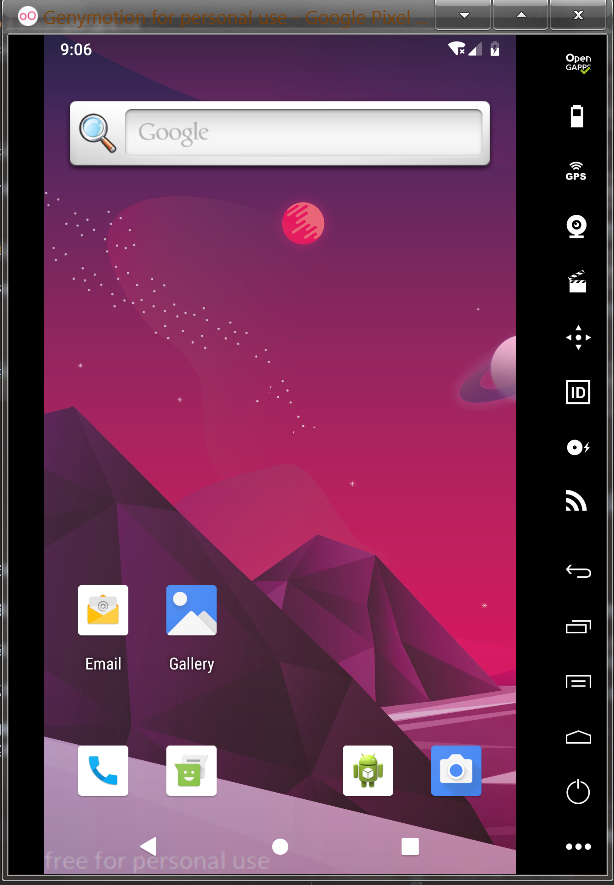 Genymotion for personal use - Google Pixel
9:06
Open
GAPPS
Google
GPS
ID
Email
Gallery
free for personal use